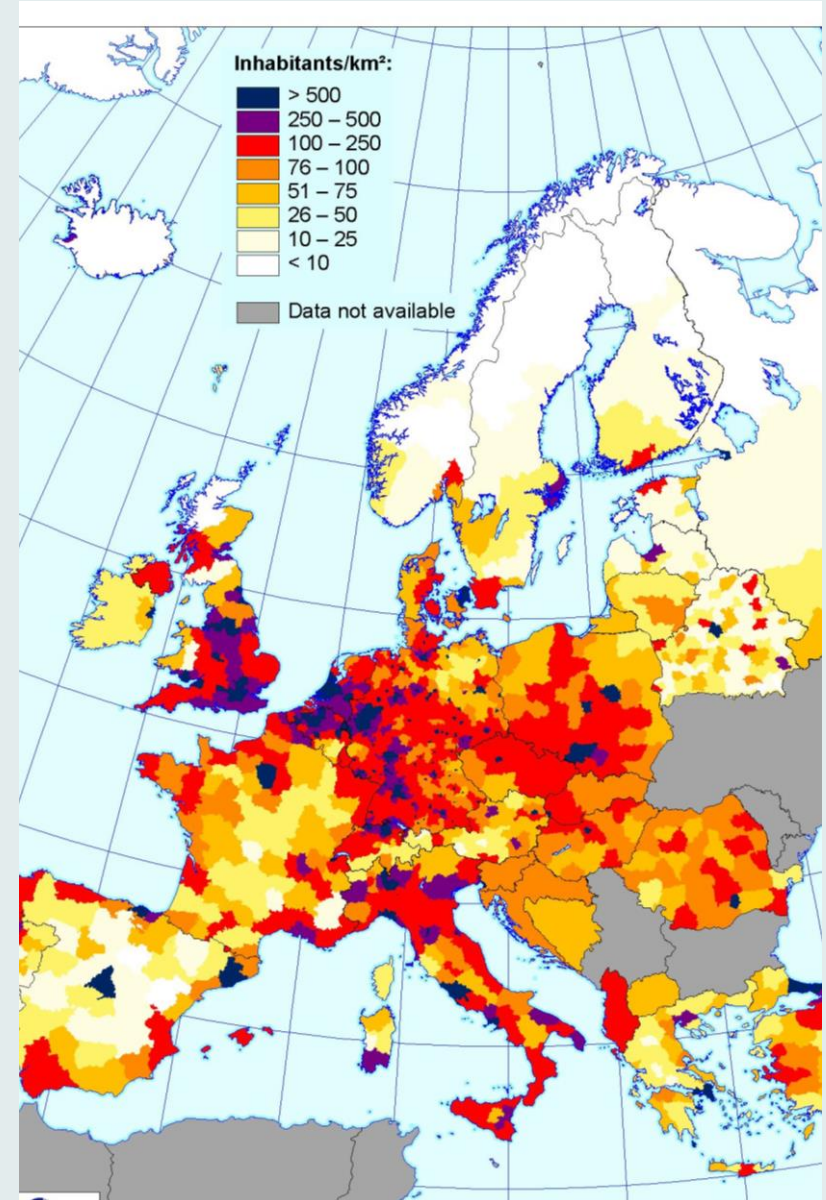 Inhabitants/km²:
> 500
250 – 500
100 – 250
76 – 100
51 – 75
26 – 50
10 – 25
< 10
Data not available